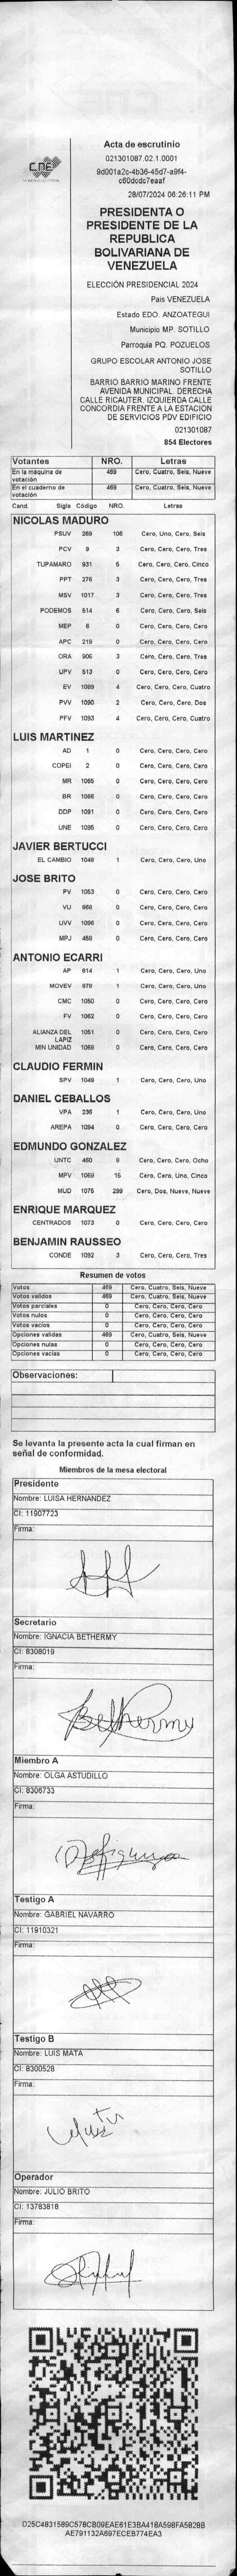 CNE
Acta de escrutinio
021301087.02.1.0001
9d001a2c-4b36-45d7-a9f4-
c60dcdc7eaaf
28/07/2024 06:26:11 PM
PRESIDENTA O
PRESIDENTE DE LA
REPUBLICA
BOLIVARIANA DE
VENEZUELA
ELECCIÓN PRESIDENCIAL 2024
Pais VENEZUELA
Estado EDO. ANZOATEGUI
Municipio MP. SOTILLO
Parroquia PQ. POZUELOS
GRUPO ESCOLAR ANTONIO JOSE
SOTILLO
BARRIO BARRIO MARINO FRENTE
AVENIDA MUNICIPAL. DERECHA
CALLE RICAUTER. IZQUIERDA CALLE
CONCORDIA FRENTE A LA ESTACION
DE SERVICIOS PDV EDIFICIO
021301087
854 Electores
Votantes NRO. Letras
En la máquina de votación 469 Cero, Cuatro, Seis, Nueve
En el cuaderno de votación 469 Cero, Cuatro, Seis, Nueve
Cand. Sigla Código NRO. Letras
NICOLAS MADURO
PSUV 269 106 Cero, Uno, Cero, Seis
PCV 9 3 Cero, Cero, Cero, Tres
TUPAMARO 931 5 Cero, Cero, Cero, Cinco
PPT 276 3 Cero, Cero, Cero, Tres
MSV 1017 3 Cero, Cero, Cero, Tres
PODEMOS 514 6 Cero, Cero, Cero, Seis
MEP 6 0 Cero, Cero, Cero, Cero
APC 219 0 Cero, Cero, Cero, Cero
ORA 906 3 Cero, Cero, Cero, Tres
UPV 513 0 Cero, Cero, Cero, Cero
EV 1089 4 Cero, Cero, Cero, Cuatro
PVV 1090 2 Cero, Cero, Cero, Dos
PFV 1093 4 Cero, Cero, Cero, Cuatro
LUIS MARTINEZ
AD 1 0 Cero, Cero, Cero, Cero
COPEI 2 0 Cero, Cero, Cero, Cero
MR 1065 0 Cero, Cero, Cero, Cero
BR 1066 0 Cero, Cero, Cero, Cero
DDP 1091 0 Cero, Cero, Cero, Cero
UNE 1095 0 Cero, Cero, Cero, Cero
JAVIER BERTUCCI
EL CAMBIO 1049 1 Cero, Cero, Cero, Uno
JOSE BRITO
PV 1053 0 Cero, Cero, Cero, Cero
VU 968 0 Cero, Cero, Cero, Cero
UVV 1096 0 Cero, Cero, Cero, Cero
MPJ 458 0 Cero, Cero, Cero, Cero
ANTONIO ECARRI
AP 814 1 Cero, Cero, Cero, Uno
MOVEV 879 1 Cero, Cero, Cero, Uno
CMC 1050 0 Cero, Cero, Cero, Cero
FV 1062 0 Cero, Cero, Cero, Cero
ALIANZA DEL LAPIZ 1051 0 Cero, Cero, Cero, Cero
MIN UNIDAD 1069 0 Cero, Cero, Cero, Cero
CLAUDIO FERMIN
SPV 1049 1 Cero, Cero, Cero, Uno
DANIEL CEBALLOS
VPA 236 1 Cero, Cero, Cero, Uno
AREPA 1094 0 Cero, Cero, Cero, Cero
EDMUNDO GONZALEZ
UNTC 460 8 Cero, Cero, Cero, Ocho
MPV 1069 15 Cero, Cero, Uno, Cinco
MUD 1075 299 Cero, Dos, Nueve, Nueve
ENRIQUE MARQUEZ
CENTRADOS 1073 0 Cero, Cero, Cero, Cero
BENJAMIN RAUSSEO
CONDE 1092 3 Cero, Cero, Cero, Tres
Resumen de votos
Votos 469 Cero, Cuatro, Seis, Nueve
Votos validos 469 Cero, Cuatro, Seis, Nueve
Votos parciales 0 Cero, Cero, Cero, Cero
Votos nulos 0 Cero, Cero, Cero, Cero
Votos vacíos 0 Cero, Cero, Cero, Cero
Opciones validas 469 Cero, Cuatro, Seis, Nueve
Opciones nulas 0 Cero, Cero, Cero, Cero
Opciones vacías 0 Cero, Cero, Cero, Cero
Observaciones:
Se levanta la presente acta la cual firman en
señal de conformidad.
Miembros de la mesa electoral
Presidente
Nombre: LUISA HERNANDEZ
CI: 11907723
Firma:
Secretario
Nombre: IGNACIA BETHERMY
CI: 8308019
Firma:
Bethermy
Miembro A
Nombre: OLGA ASTUDILLO
CI: 8306733
Firma:
Testigo A
Nombre: GABRIEL NAVARRO
CI: 11910321
Firma:
Testigo B
Nombre: LUIS MATA
CI: 8300528
Firma:
Operador
Nombre: JULIO BRITO
CI: 13783818
Firma:
D25C4831589C578CB09EAE61E3BA418A598FA5828B
AE791132A697ECEB774EA3